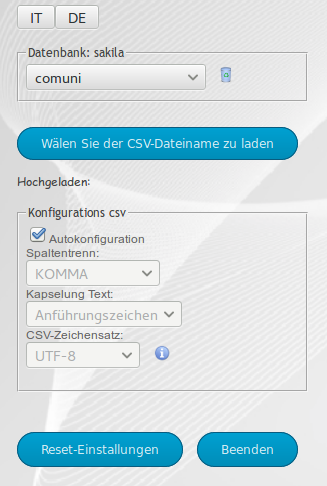 IT DE
Datenbank: sakila
comuni
Wälen Sie der CSV-Dateiname zu laden
Hochgeladen:
Konfigurations csv
Autokonfiguration
Spaltentrenn:
KOMMA
Kapselung Text:
Anführungszeichen
CSV-Zeichensatz:
UTF-8
Reset-Einstellungen Beenden